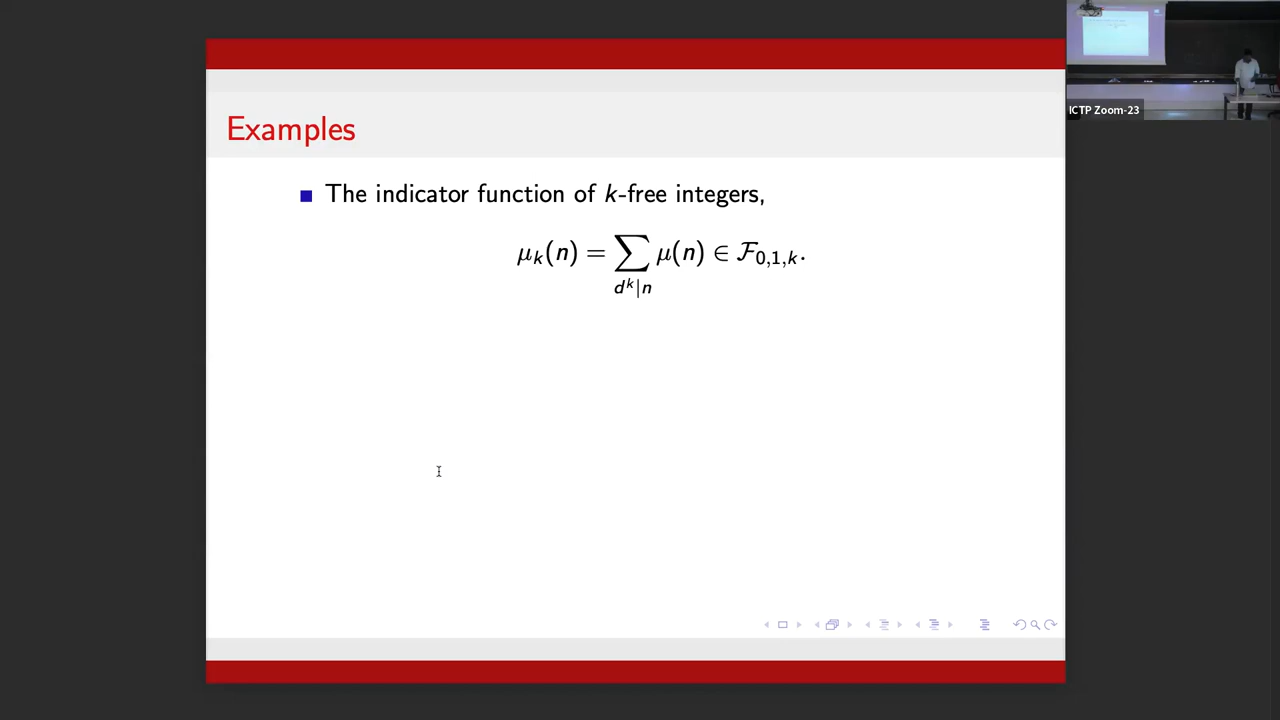 ICTP Zoom-23
Examples
The indicator function of k-free integers,
μ_k(n) = ∑_{d^k|n} μ(n) ∈ ℱ_{0,1,k}.